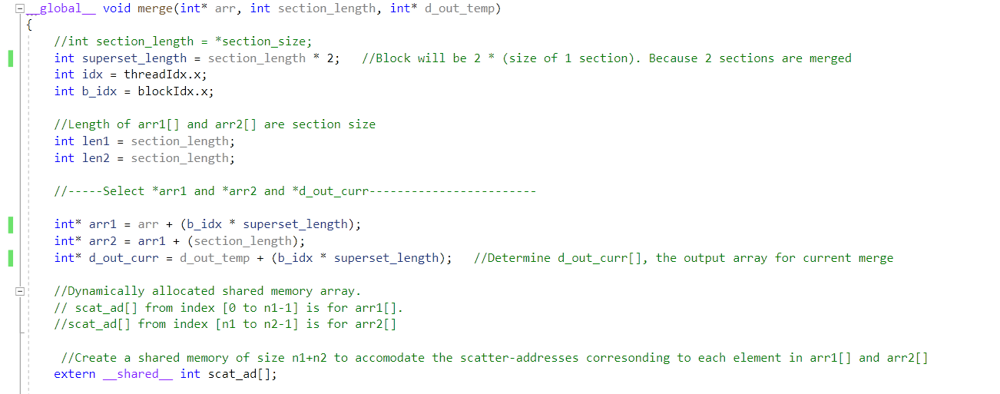 __global__ void merge(int* arr, int section_length, int* d_out_temp)
{
//int section_length = *section_size;
int superset_length = section_length * 2;   //Block will be 2 * (size of 1 section). Because 2 sections are merged
int idx = threadIdx.x;
int b_idx = blockIdx.x;
//Length of arr1[] and arr2[] are section size
int len1 = section_length;
int len2 = section_length;
//-----Select *arr1 and *arr2 and *d_out_curr------------------------
int* arr1 = arr + (b_idx * superset_length);
int* arr2 = arr1 + (section_length);
int* d_out_curr = d_out_temp + (b_idx * superset_length);   //Determine d_out_curr[], the output array for current merge
//Dynamically allocated shared memory array.
// scat_ad[] from index [0 to n1-1] is for arr1[].
//scat_ad[] from index [n1 to n2-1] is for arr2[]
//Create a shared memory of size n1+n2 to accomodate the scatter-addresses corresonding to each element in arr1[] and arr2[]
extern __shared__ int scat_ad[];